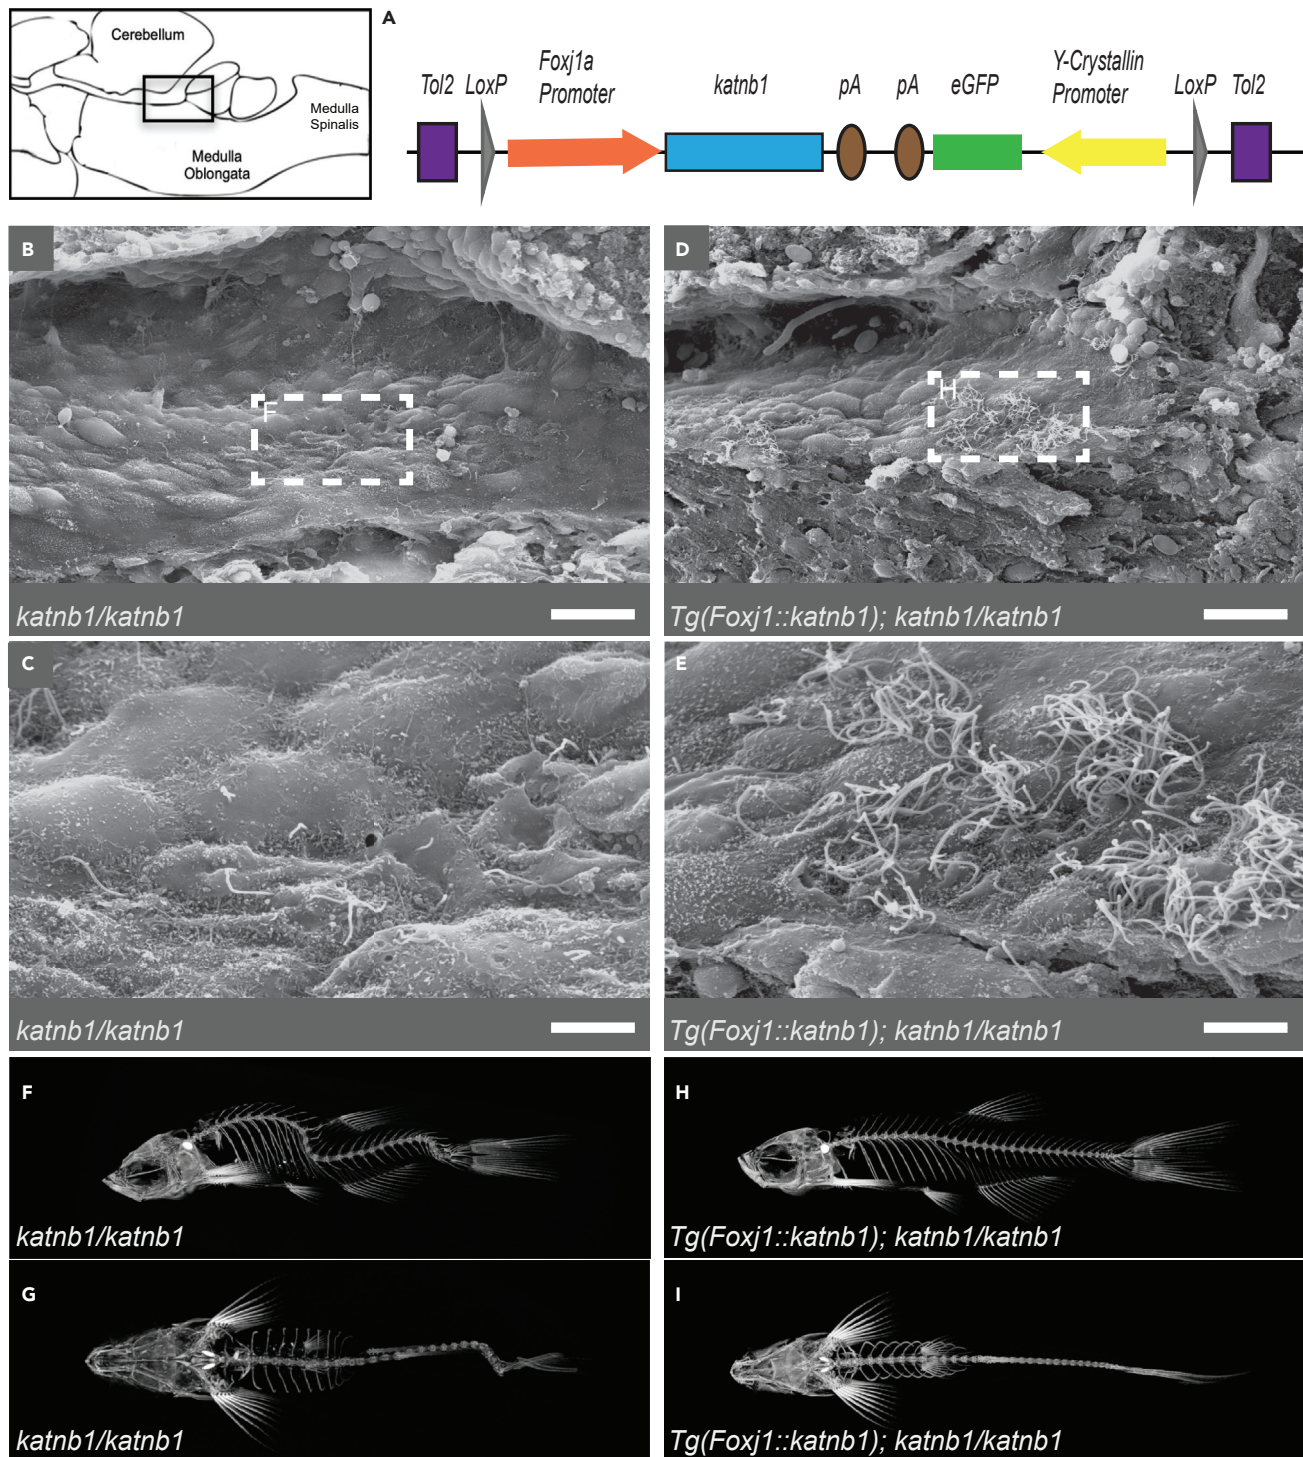 A
Cerebellum
Medulla
Spinalis
Medulla
Oblongata
Tol2
LoxP
Foxj1a
Promoter
katnb1
pA
pA
eGFP
Y-Crystallin
Promoter
LoxP
Tol2
B
F
katnb1/katnb1
D
H
Tg(Foxj1::katnb1); katnb1/katnb1
C
katnb1/katnb1
E
Tg(Foxj1::katnb1); katnb1/katnb1
F
katnb1/katnb1
H
Tg(Foxj1::katnb1); katnb1/katnb1
G
katnb1/katnb1
I
Tg(Foxj1::katnb1); katnb1/katnb1